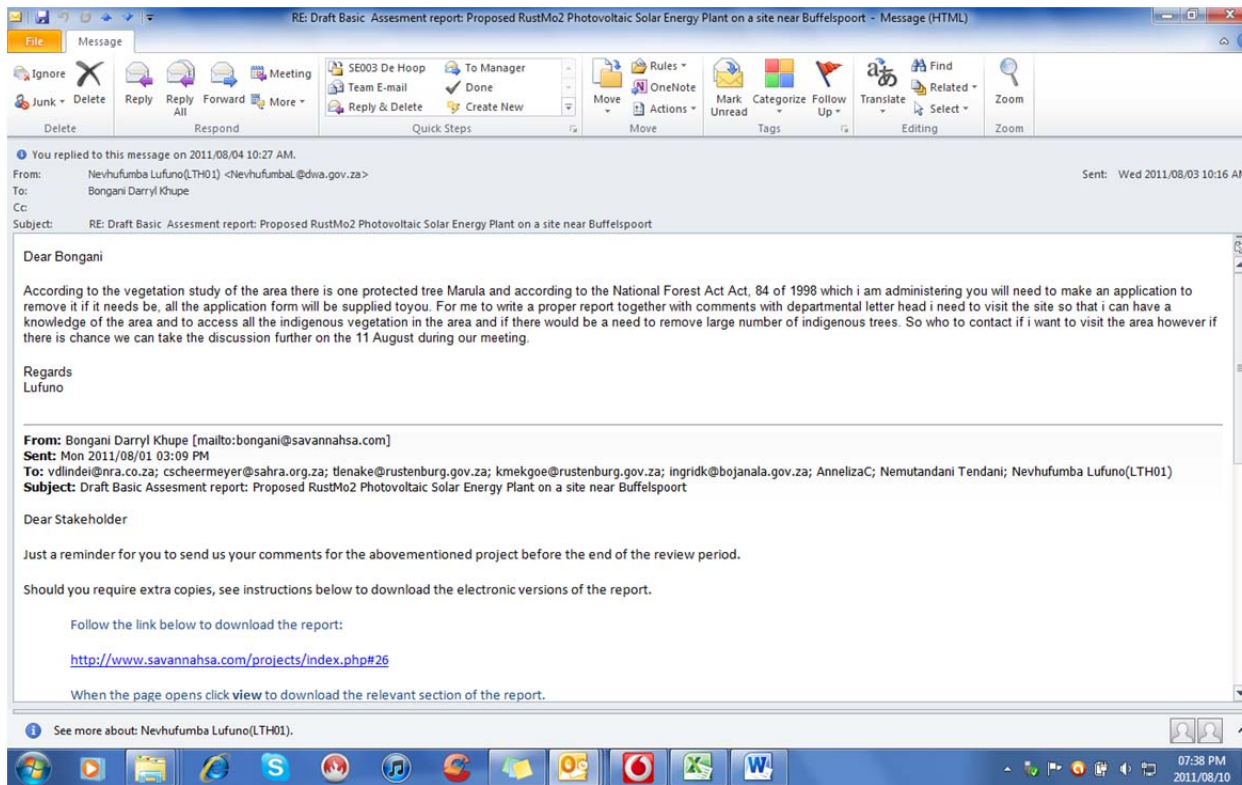 RE: Draft Basic  Assesment report: Proposed RustMo2 Photovoltaic Solar Energy Plant on a site near Buffelspoort  -  Message (HTML)
File Message
Ignore
Junk
Delete
Reply
Reply All
Forward
Meeting
More
SE003 De Hoop
Team E-mail
Reply & Delete
To Manager
Done
Create New
Move
Rules
OneNote
Actions
Mark Unread
Categorize
Follow Up
Translate
Find
Related
Select
Zoom
Delete Respond Quick Steps Move Tags Editing Zoom
You replied to this message on 2011/08/04 10:27 AM.
From: Nevhufumba Lufuno(LTH01) <NevhufumbaL@dwa.gov.za> Sent: Wed 2011/08/03 10:16 AM
To: Bongani Darryl Khupe
Cc:
Subject: RE: Draft Basic  Assesment report: Proposed RustMo2 Photovoltaic Solar Energy Plant on a site near Buffelspoort
Dear Bongani
According to the vegetation study of the area there is one protected tree Marula and according to the National Forest Act Act, 84 of 1998 which i am administering you will need to make an application to
remove it if it needs be, all the application form will be supplied toyou. For me to write a proper report together with comments with departmental letter head i need to visit the site so that i can have a
knowledge of the area and to access all the indigenous vegetation in the area and if there would be a need to remove large number of indigenous trees. So who to contact if i want to visit the area however if
there is chance we can take the discussion further on the 11 August during our meeting.
Regards
Lufuno
From: Bongani Darryl Khupe [mailto:bongani@savannahsa.com]
Sent: Mon 2011/08/01 03:09 PM
To: vdlindei@nra.co.za; cscheermeyer@sahra.org.za; tlenake@rustenburg.gov.za; kmekgoe@rustenburg.gov.za; ingridk@bojanala.gov.za; AnnelizaC; Nemutandani Tendani; Nevhufumba Lufuno(LTH01)
Subject: Draft Basic Assesment report: Proposed RustMo2 Photovoltaic Solar Energy Plant on a site near Buffelspoort
Dear Stakeholder
Just a reminder for you to send us your comments for the abovementioned project before the end of the review period.
Should you require extra copies, see instructions below to download the electronic versions of the report.
Follow the link below to download the report:
http://www.savannahsa.com/projects/index.php#26
When the page opens click view to download the relevant section of the report.
See more about: Nevhufumba Lufuno(LTH01).
07:38 PM
2011/08/10